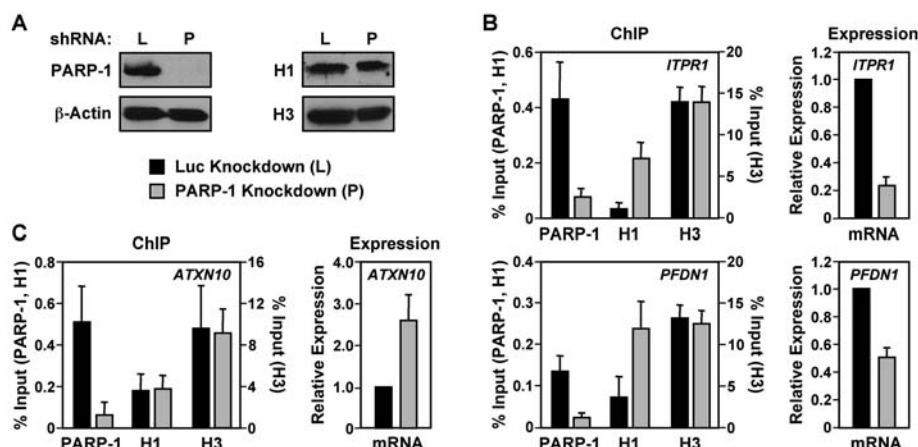 A
shRNA: L P
PARP-1
β-Actin
L P
H1
H3
Luc Knockdown (L)
PARP-1 Knockdown (P)
B
ChIP
Expression
% Input (PARP-1, H1)
0.6
0.4
0.2
0
ITPR1
20
15
10
5
0
% Input (H3)
PARP-1 H1 H3
Relative Expression
1.2
1.0
0.8
0.6
0.4
0.2
0
ITPR1
mRNA
% Input (PARP-1, H1)
0.4
0.3
0.2
0.1
0
PFDN1
20
15
10
5
0
% Input (H3)
PARP-1 H1 H3
Relative Expression
1.2
1.0
0.8
0.6
0.4
0.2
0
PFDN1
mRNA
C
ChIP
Expression
% Input (PARP-1, H1)
0.8
0.6
0.4
0.2
0
ATXN10
16
12
8
4
0
% Input (H3)
PARP-1 H1 H3
Relative Expression
4.0
3.0
2.0
1.0
0
ATXN10
mRNA